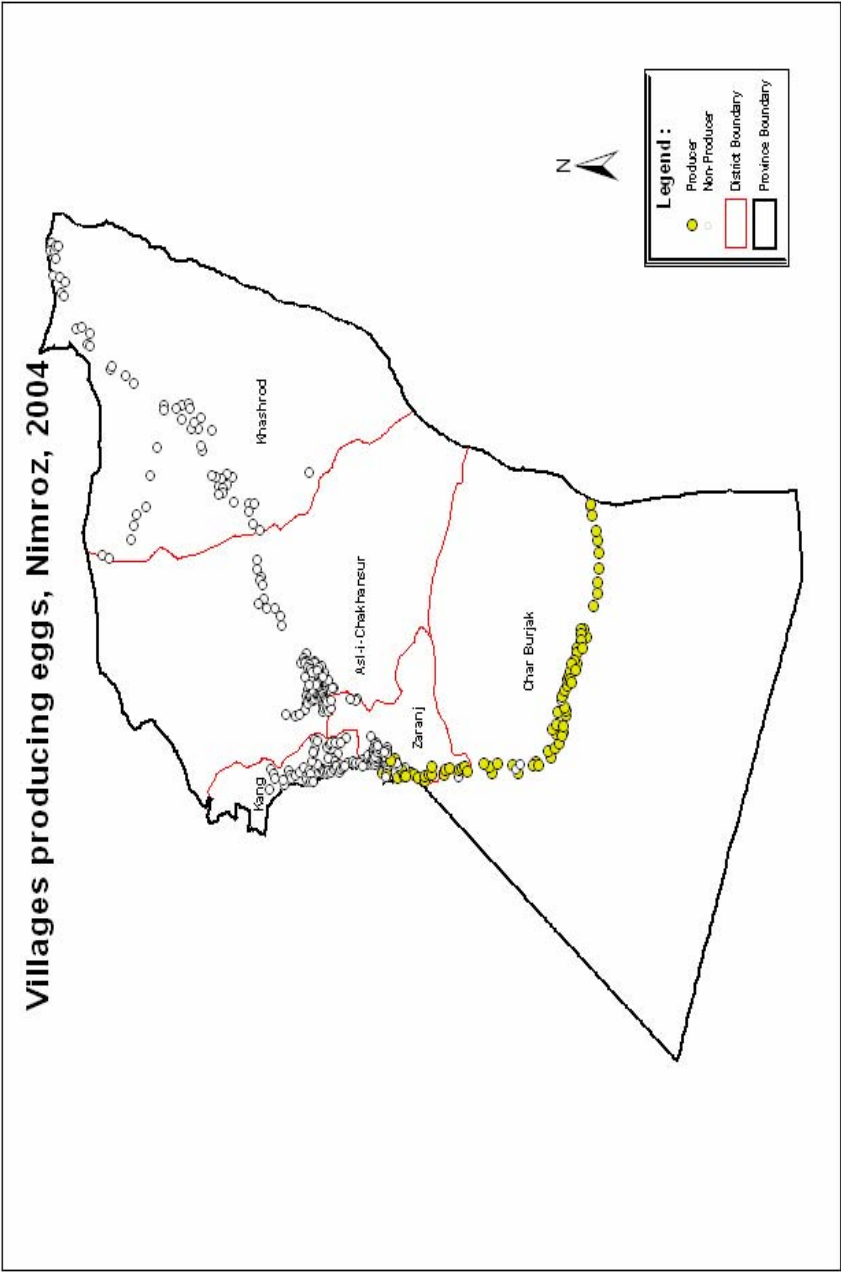 Villages producing eggs, Nimroz, 2004
Khashrod
Asl-i-Chakhansur
Kang
Zaranj
Char Burjak
N
Legend :
Producer
Non-Producer
District Boundary
Province Boundary